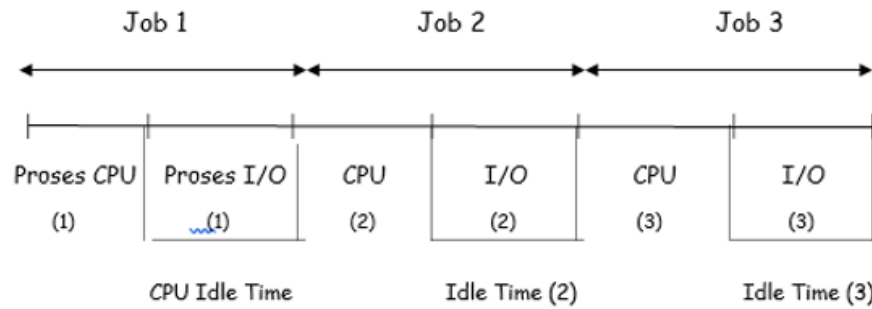 Job 1 Job 2 Job 3
Proses CPU Proses I/O CPU I/O CPU I/O
(1) (1) (2) (2) (3) (3)
CPU Idle Time Idle Time (2) Idle Time (3)